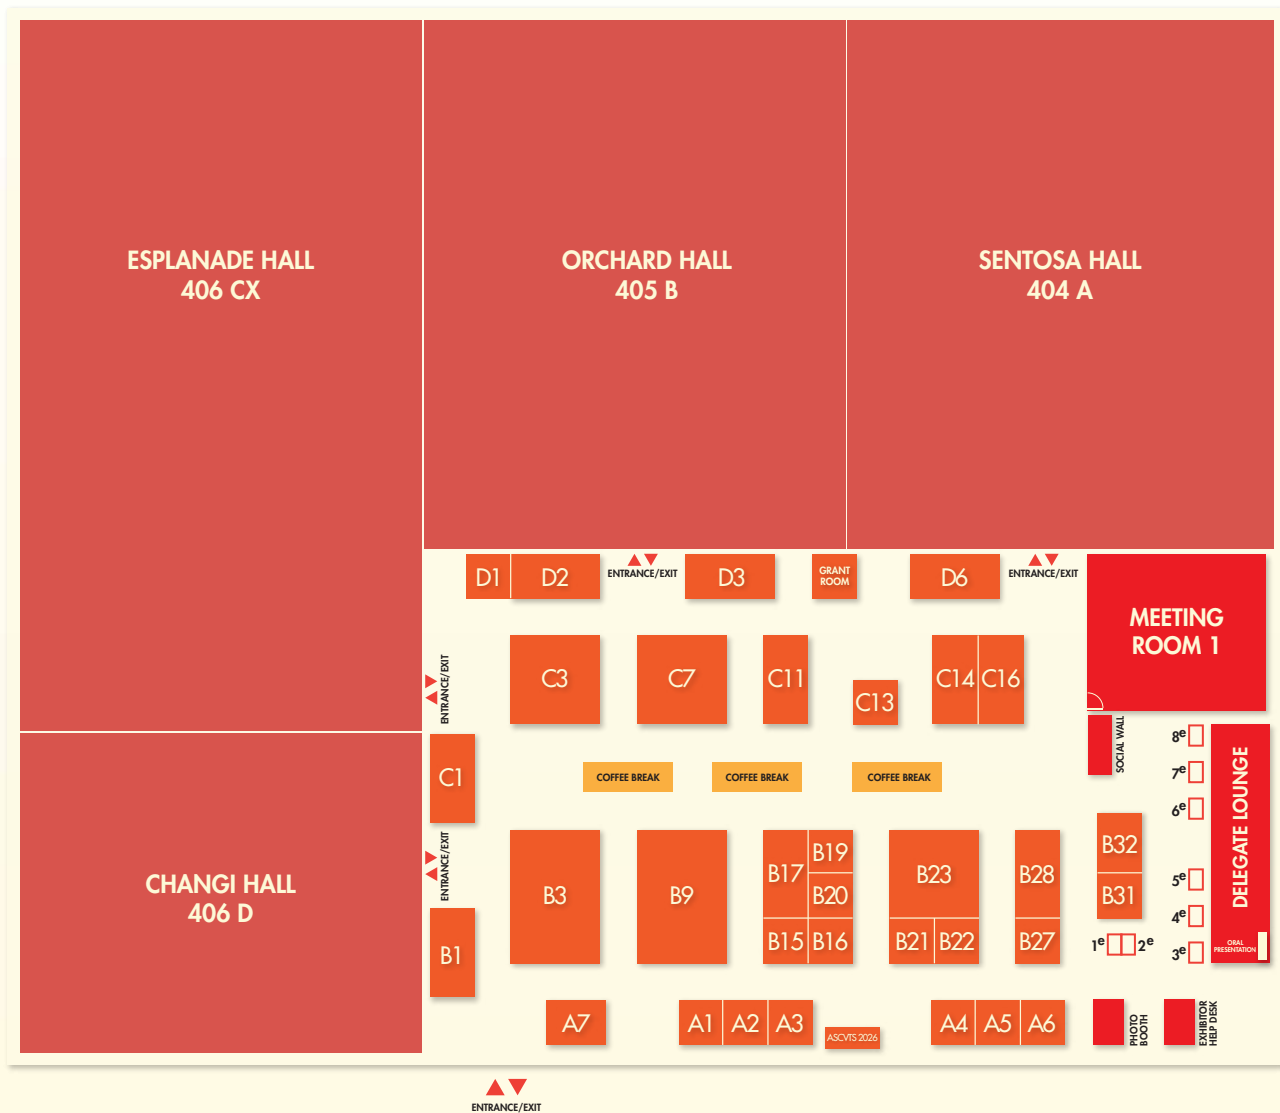 ESPLANADE HALL
406 CX
ORCHARD HALL
405 B
SENTOSA HALL
404 A
D1
D2
ENTRANCE/EXIT
D3
GRANT
ROOM
D6
ENTRANCE/EXIT
MEETING
ROOM 1
C3
C7
C11
C13
C14
C16
ENTRANCE/EXIT
SOCIAL WALL
8e
7e
6e
DELEGATE LOUNGE
C1
COFFEE BREAK
COFFEE BREAK
COFFEE BREAK
CHANGI HALL
406 D
ENTRANCE/EXIT
B3
B9
B17
B19
B20
B23
B28
B32
B31
5e
4e
B1
B15
B16
B21
B22
B27
1e
2e
3e
ORAL
PRESENTATION
A7
A1
A2
A3
ASCVTS 2026
A4
A5
A6
PHOTO
BOOTH
EXHIBITOR
HELP DESK
ENTRANCE/EXIT